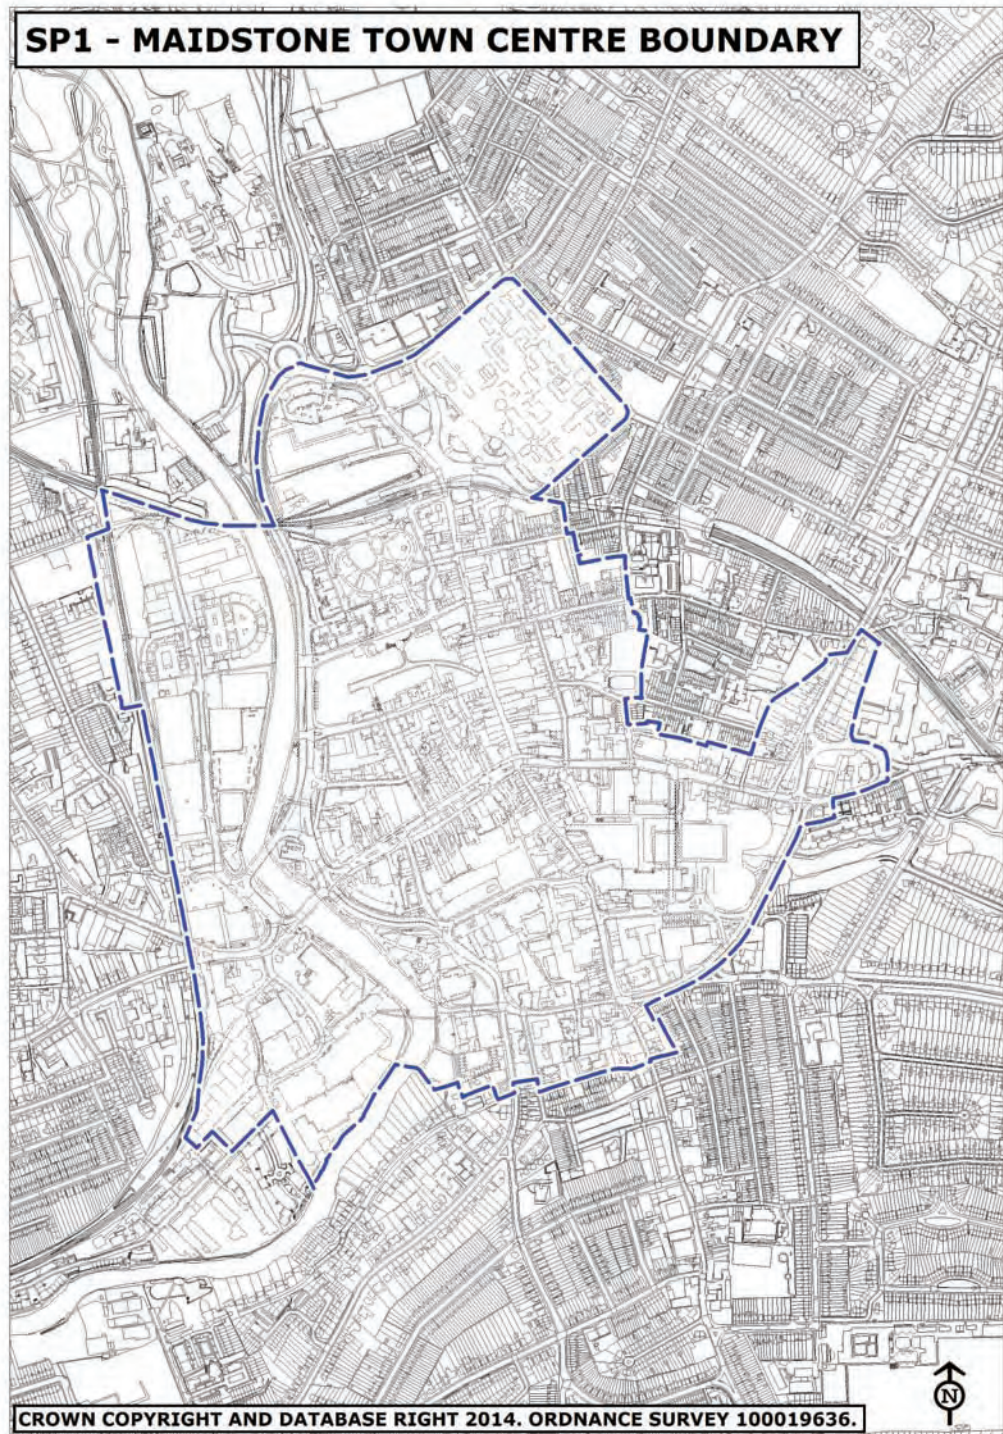 SP1 - MAIDSTONE TOWN CENTRE BOUNDARY
N
CROWN COPYRIGHT AND DATABASE RIGHT 2014. ORDNANCE SURVEY 100019636.